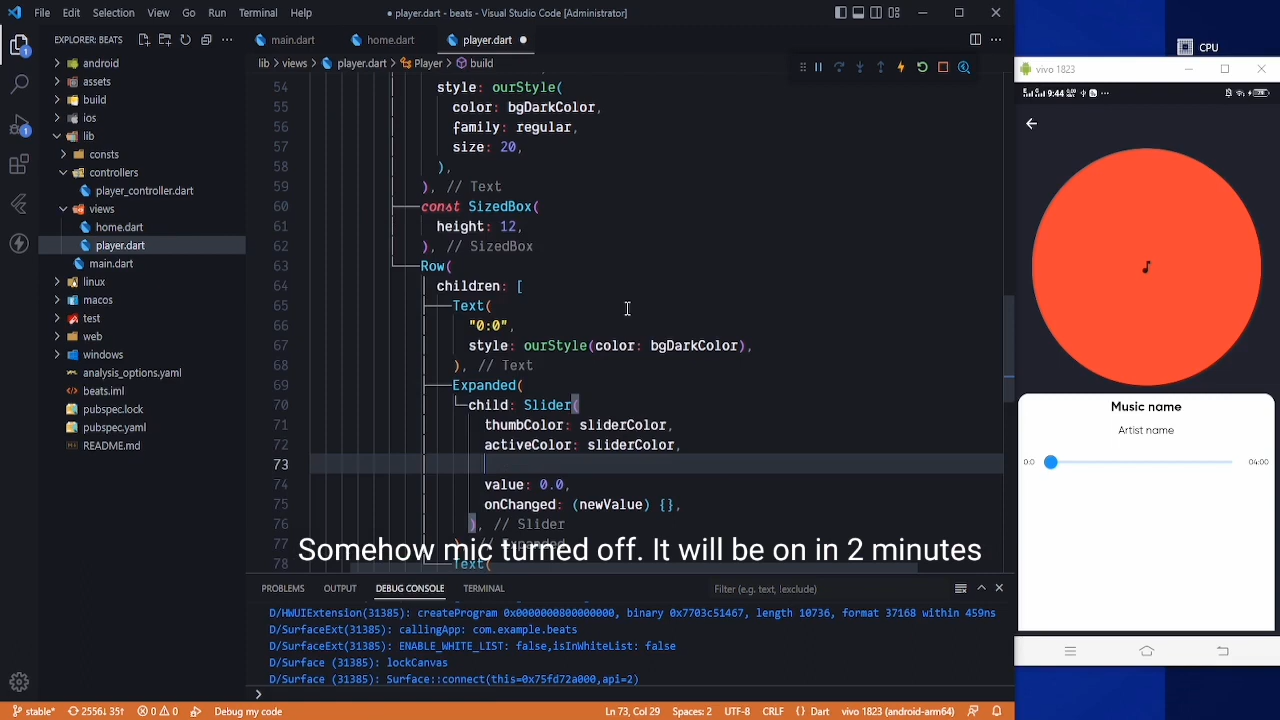 File Edit Selection View Go Run Terminal Help
● player.dart - beats - Visual Studio Code [Administrator]
CPU
EXPLORER: BEATS
main.dart
home.dart
player.dart ●
vivo 1823
lib > views > player.dart > Player > build
9:44
android
assets
build
ios
lib
consts
controllers
player_controller.dart
views
home.dart
player.dart
main.dart
linux
macos
test
web
windows
analysis_options.yaml
beats.iml
pubspec.lock
pubspec.yaml
README.md
54 style: ourStyle(
55 color: bgDarkColor,
56 family: regular,
57 size: 20,
58 ),
59 ), // Text
60 const SizedBox(
61 height: 12,
62 ), // SizedBox
63 Row(
64 children: [
65 Text(
66 "0:0",
67 style: ourStyle(color: bgDarkColor),
68 ), // Text
69 Expanded(
70 child: Slider(
71 thumbColor: sliderColor,
72 activeColor: sliderColor,
73
74 value: 0.0,
75 onChanged: (newValue) {},
76 ), // Slider
77
78 Text(
Somehow mic turned off. It will be on in 2 minutes
Music name
Artist name
0:0
04:00
PROBLEMS OUTPUT DEBUG CONSOLE TERMINAL
Filter (e.g. text, !exclude)
D/HWUIExtension(31385): createProgram 0x0000000800000000, binary 0x7703c51467, length 10736, format 37168 within 459ns
D/SurfaceExt(31385): callingApp: com.example.beats
D/SurfaceExt(31385): ENABLE_WHITE_LIST: false,isInWhiteList: false
D/Surface (31385): lockCanvas
D/Surface (31385): Surface::connect(this=0x75fd72a000,api=2)
>
stable* 2556↓ 35↑ 0 0 Debug my code
Ln 73, Col 29 Spaces: 2 UTF-8 CRLF {} Dart vivo 1823 (android-arm64)